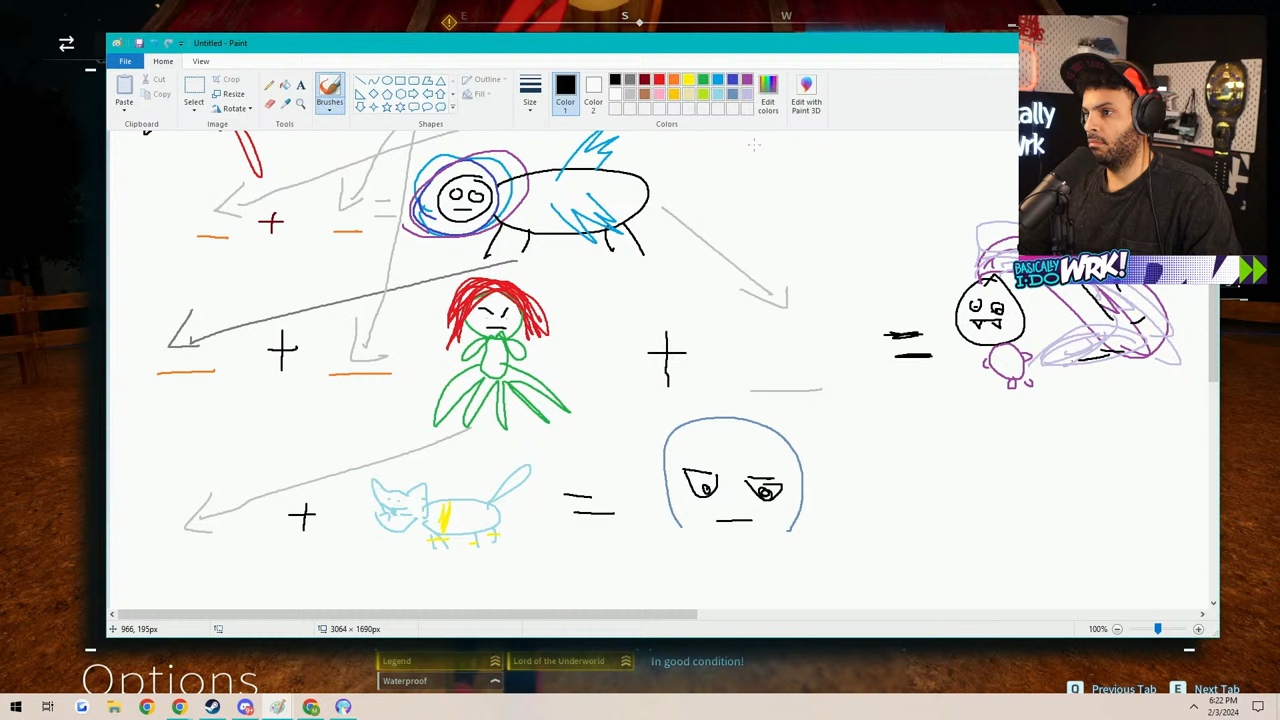 E S W
Untitled - Paint
File Home View
Cut
Copy
Paste
Clipboard
Crop
Resize
Rotate
Select
Image
A
Tools
Brushes
Outline
Fill
Shapes
Size
Color 1
Color 2
Edit colors
Edit with Paint 3D
Colors
cally
Wrk
BASICALLY
I DO
WRK!
966, 195px
3064 × 1690px
100%
Options
Legend
Lord of the Underworld
In good condition!
Waterproof
Q Previous Tab E Next Tab
6:22 PM
2/3/2024